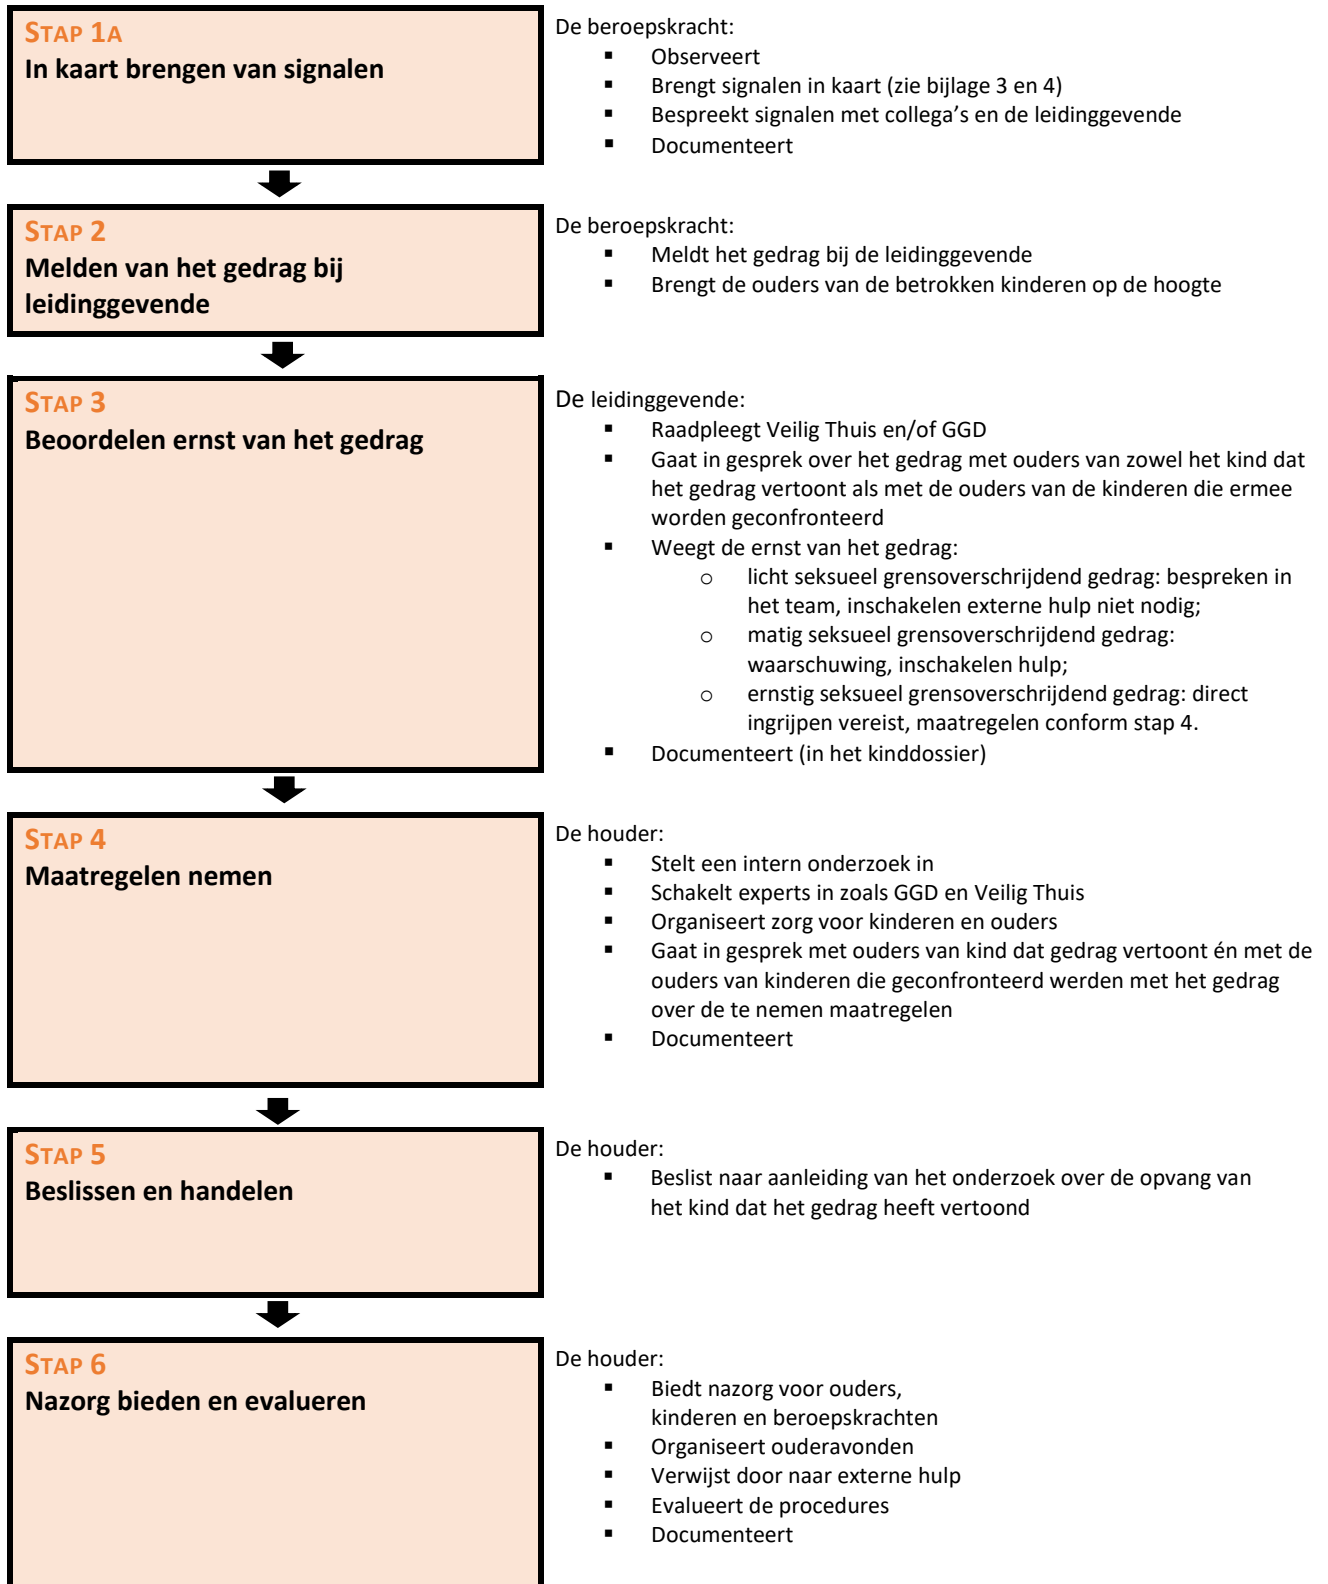 STAP 1A
In kaart brengen van signalen
De beroepskracht:
▪ Observeert
▪ Brengt signalen in kaart (zie bijlage 3 en 4)
▪ Bespreekt signalen met collega’s en de leidinggevende
▪ Documenteert
STAP 2
Melden van het gedrag bij
leidinggevende
De beroepskracht:
▪ Meldt het gedrag bij de leidinggevende
▪ Brengt de ouders van de betrokken kinderen op de hoogte
STAP 3
Beoordelen ernst van het gedrag
De leidinggevende:
▪ Raadpleegt Veilig Thuis en/of GGD
▪ Gaat in gesprek over het gedrag met ouders van zowel het kind dat
het gedrag vertoont als met de ouders van de kinderen die ermee
worden geconfronteerd
▪ Weegt de ernst van het gedrag:
o licht seksueel grensoverschrijdend gedrag: bespreken in
het team, inschakelen externe hulp niet nodig;
o matig seksueel grensoverschrijdend gedrag:
waarschuwing, inschakelen hulp;
o ernstig seksueel grensoverschrijdend gedrag: direct
ingrijpen vereist, maatregelen conform stap 4.
▪ Documenteert (in het kinddossier)
STAP 4
Maatregelen nemen
De houder:
▪ Stelt een intern onderzoek in
▪ Schakelt experts in zoals GGD en Veilig Thuis
▪ Organiseert zorg voor kinderen en ouders
▪ Gaat in gesprek met ouders van kind dat gedrag vertoont én met de
ouders van kinderen die geconfronteerd werden met het gedrag
over de te nemen maatregelen
▪ Documenteert
STAP 5
Beslissen en handelen
De houder:
▪ Beslist naar aanleiding van het onderzoek over de opvang van
het kind dat het gedrag heeft vertoond
STAP 6
Nazorg bieden en evalueren
De houder:
▪ Biedt nazorg voor ouders,
kinderen en beroepskrachten
▪ Organiseert ouderavonden
▪ Verwijst door naar externe hulp
▪ Evalueert de procedures
▪ Documenteert